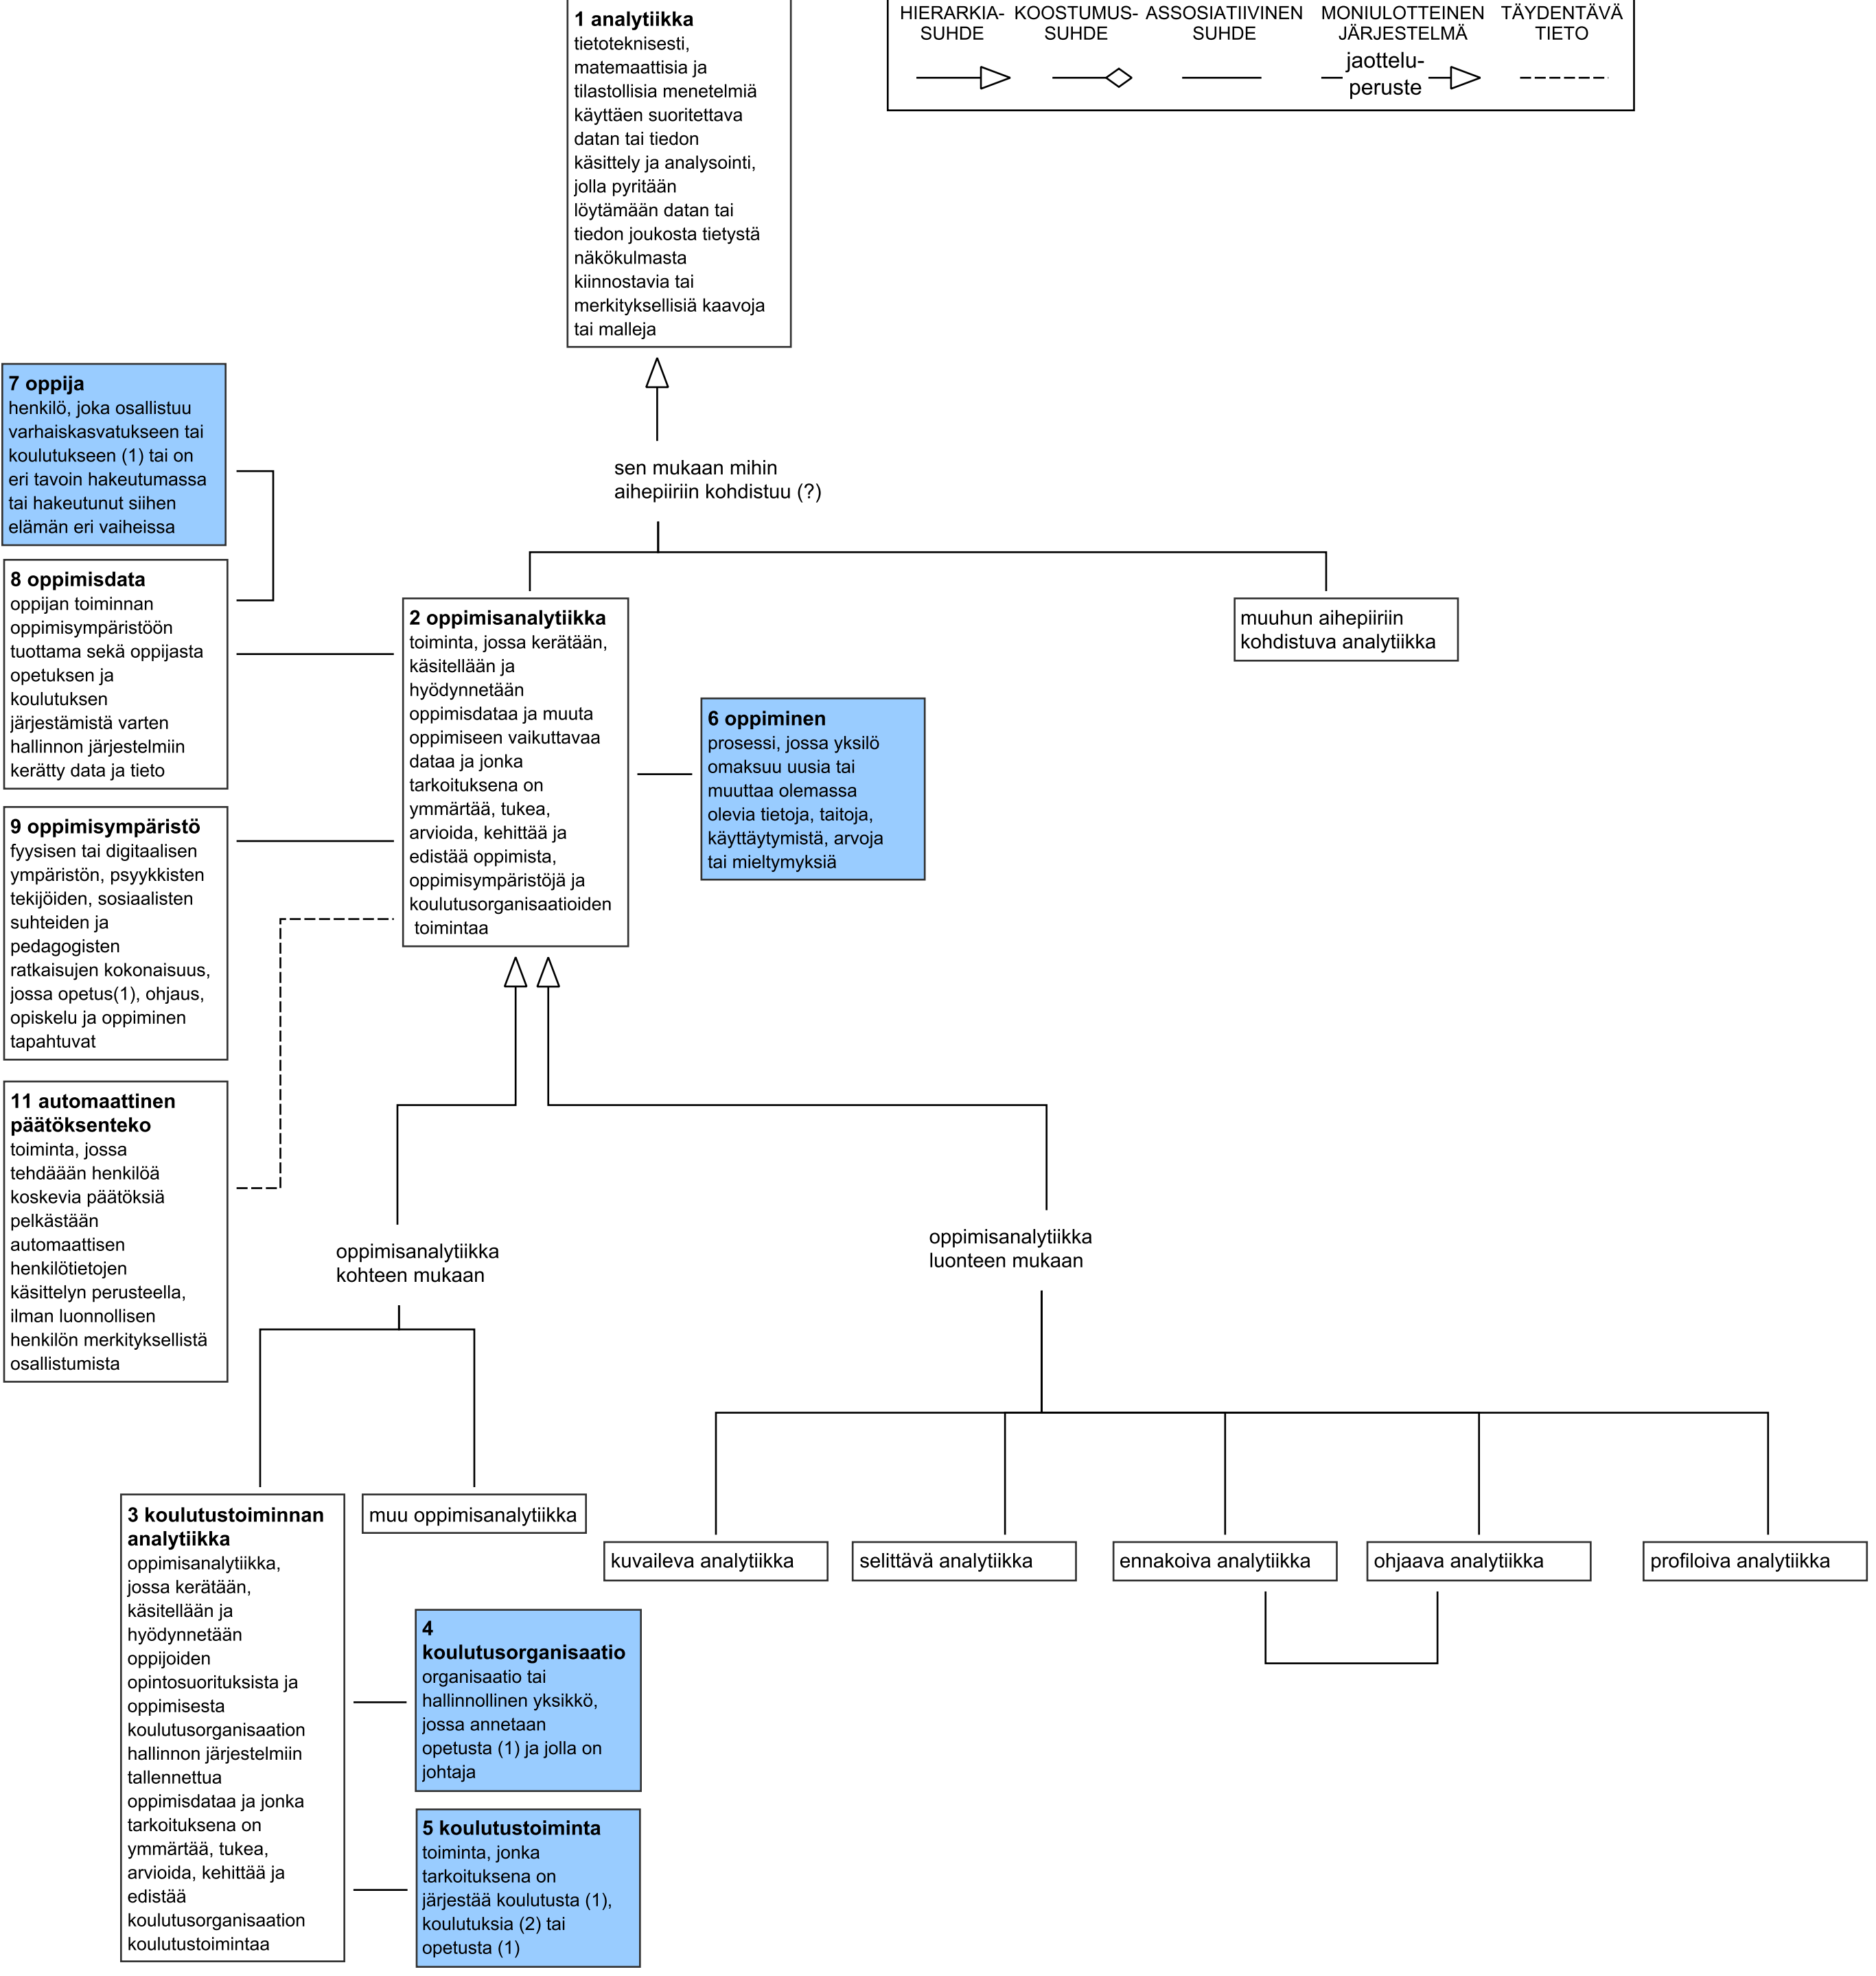 1 analytiikka
tietoteknisesti,
matemaattisia ja
tilastollisia menetelmiä
käyttäen suoritettava
datan tai tiedon
käsittely ja analysointi,
jolla pyritään
löytämään datan tai
tiedon joukosta tietystä
näkökulmasta
kiinnostavia tai
merkityksellisiä kaavoja
tai malleja
HIERARKIA-
SUHDE
KOOSTUMUS-
SUHDE
ASSOSIATIIVINEN
SUHDE
MONIULOTTEINEN
JÄRJESTELMÄ
jaottelu-
peruste
TÄYDENTÄVÄ
TIETO
sen mukaan mihin
aihepiiriin kohdistuu (?)
7 oppija
henkilö, joka osallistuu
varhaiskasvatukseen tai
koulutukseen (1) tai on
eri tavoin hakeutumassa
tai hakeutunut siihen
elämän eri vaiheissa
8 oppimisdata
oppijan toiminnan
oppimisympäristöön
tuottama sekä oppijasta
opetuksen ja
koulutuksen
järjestämistä varten
hallinnon järjestelmiin
kerätty data ja tieto
9 oppimisympäristö
fyysisen tai digitaalisen
ympäristön, psyykkisten
tekijöiden, sosiaalisten
suhteiden ja
pedagogisten
ratkaisujen kokonaisuus,
jossa opetus(1), ohjaus,
opiskelu ja oppiminen
tapahtuvat
11 automaattinen
päätöksenteko
toiminta, jossa
tehdäään henkilöä
koskevia päätöksiä
pelkästään
automaattisen
henkilötietojen
käsittelyn perusteella,
ilman luonnollisen
henkilön merkityksellistä
osallistumista
2 oppimisanalytiikka
toiminta, jossa kerätään,
käsitellään ja
hyödynnetään
oppimisdataa ja muuta
oppimiseen vaikuttavaa
dataa ja jonka
tarkoituksena on
ymmärtää, tukea,
arvioida, kehittää ja
edistää oppimista,
oppimisympäristöjä ja
koulutusorganisaatioiden
toimintaa
6 oppiminen
prosessi, jossa yksilö
omaksuu uusia tai
muuttaa olemassa
olevia tietoja, taitoja,
käyttäytymistä, arvoja
tai mieltymyksiä
muuhun aihepiiriin
kohdistuva analytiikka
oppimisanalytiikka
kohteen mukaan
oppimisanalytiikka
luonteen mukaan
3 koulutustoiminnan
analytiikka
oppimisanalytiikka,
jossa kerätään,
käsitellään ja
hyödynnetään
oppijoiden
opintosuorituksista ja
oppimisesta
koulutusorganisaation
hallinnon järjestelmiin
tallennettua
oppimisdataa ja jonka
tarkoituksena on
ymmärtää, tukea,
arvioida, kehittää ja
edistää
koulutusorganisaation
koulutustoimintaa
muu oppimisanalytiikka
4
koulutusorganisaatio
organisaatio tai
hallinnollinen yksikkö,
jossa annetaan
opetusta (1) ja jolla on
johtaja
5 koulutustoiminta
toiminta, jonka
tarkoituksena on
järjestää koulutusta (1),
koulutuksia (2) tai
opetusta (1)
kuvaileva analytiikka
selittävä analytiikka
ennakoiva analytiikka
ohjaava analytiikka
profiloiva analytiikka